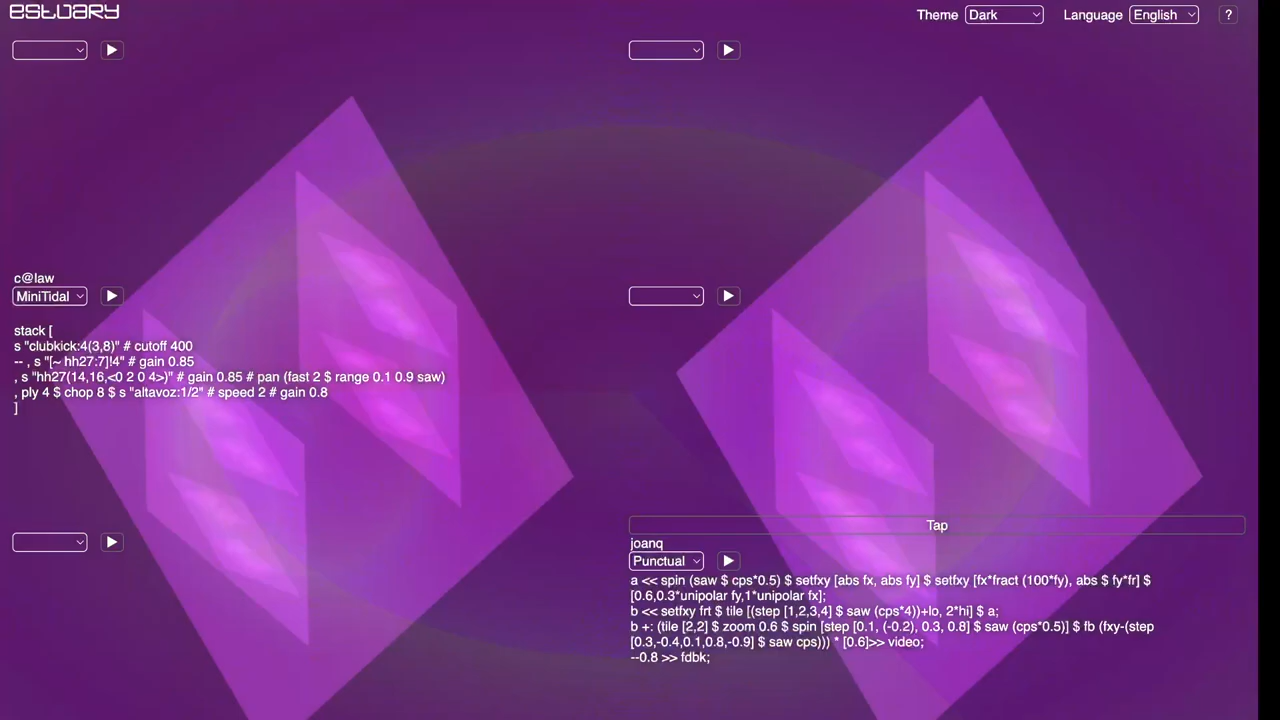 estuary
Theme Dark Language English ?
c@law
MiniTidal
stack [
s "clubkick:4(3,8)" # cutoff 400
-- , s "[~ hh27:7]!4" # gain 0.85
, s "hh27(14,16,<0 2 0 4>)" # gain 0.85 # pan (fast 2 $ range 0.1 0.9 saw)
, ply 4 $ chop 8 $ s "altavoz:1/2" # speed 2 # gain 0.8
]
Tap
joanq
Punctual
a << spin (saw $ cps*0.5) $ setfxy [abs fx, abs fy] $ setfxy [fx*fract (100*fy), abs $ fy*fr] $
[0.6,0.3*unipolar fy,1*unipolar fx];
b << setfxy frt $ tile [(step [1,2,3,4] $ saw (cps*4))+lo, 2*hi] $ a;
b +: (tile [2,2] $ zoom 0.6 $ spin [step [0.1, (-0.2), 0.3, 0.8] $ saw (cps*0.5)] $ fb (fxy-(step
[0.3,-0.4,0.1,0.8,-0.9] $ saw cps))) * [0.6]>> video;
--0.8 >> fdbk;